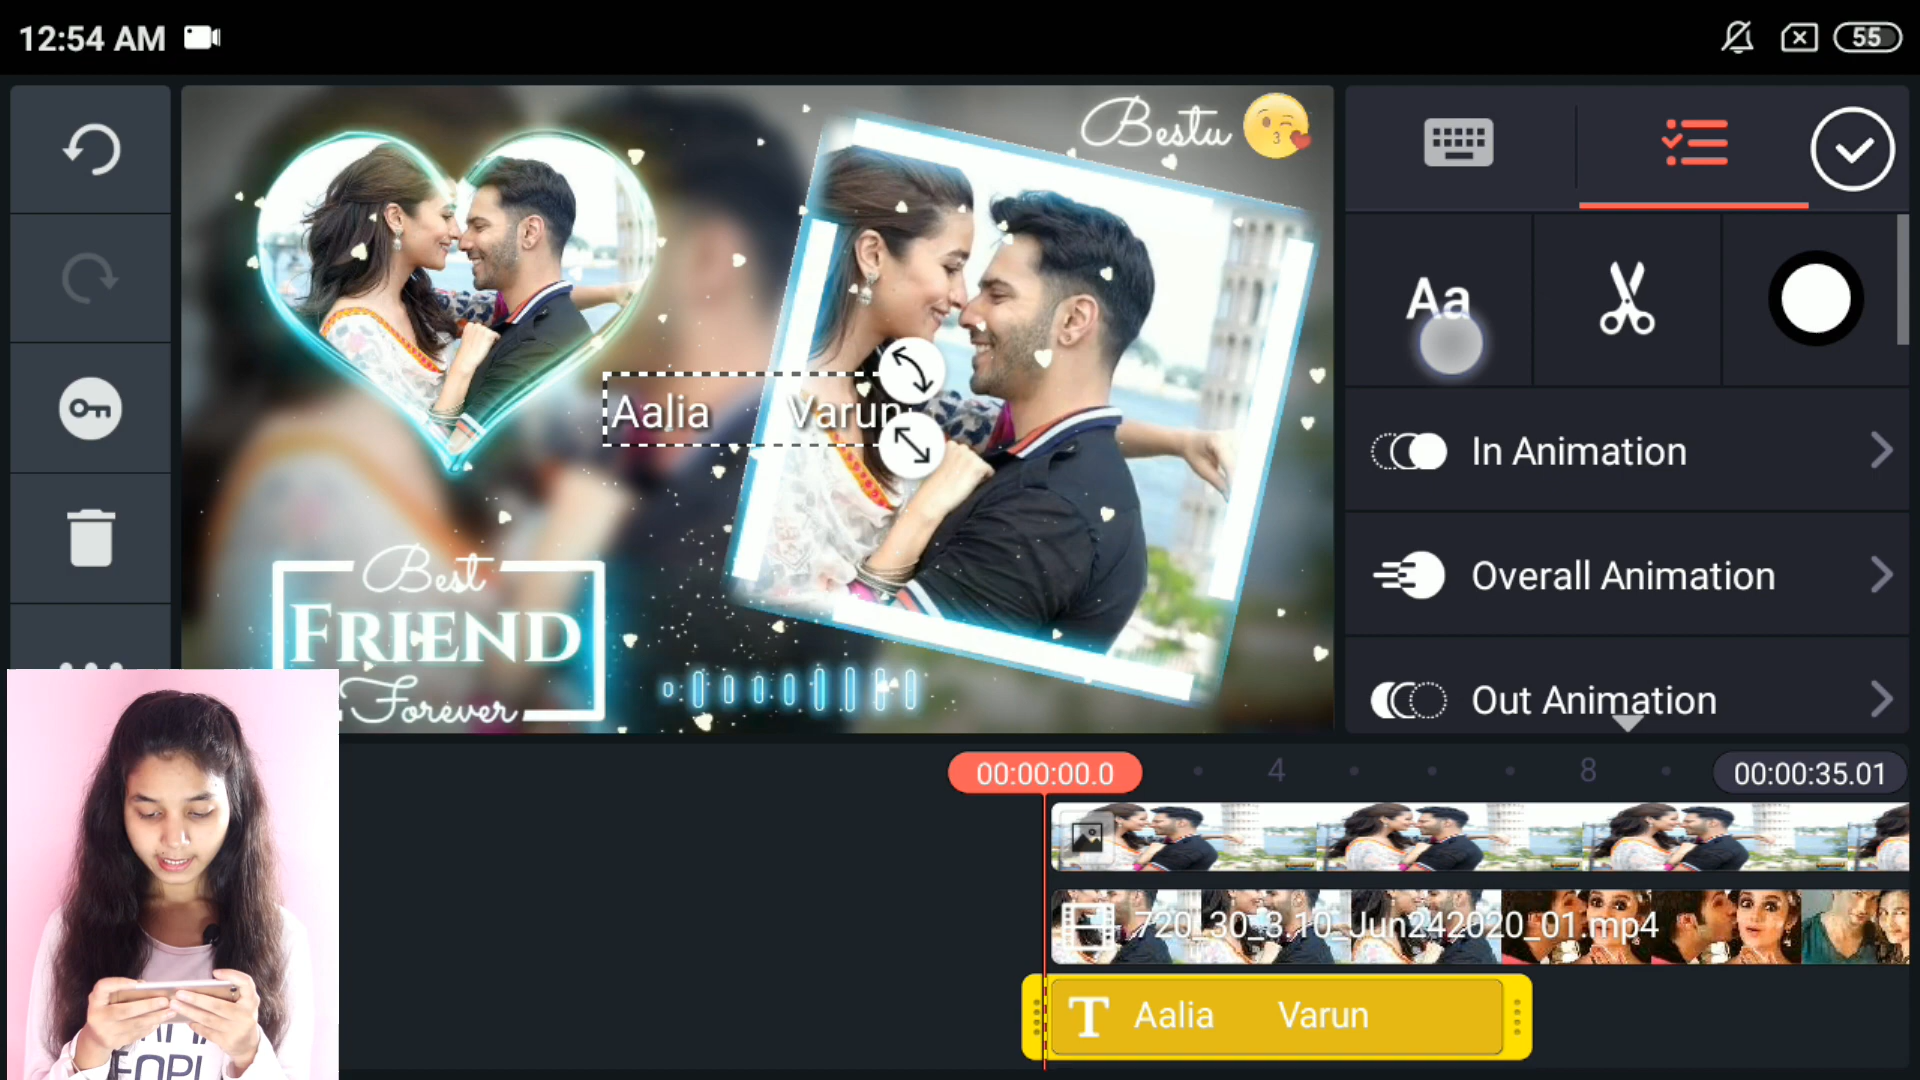 12:54 AM
55
Bestu
Aa
Aalia Varun
In Animation
Overall Animation
Out Animation
Best
FRIEND
Forever
00:00:00.0
4
8
00:00:35.01
720_30_3.10_Jun242020_01.mp4
T Aalia Varun